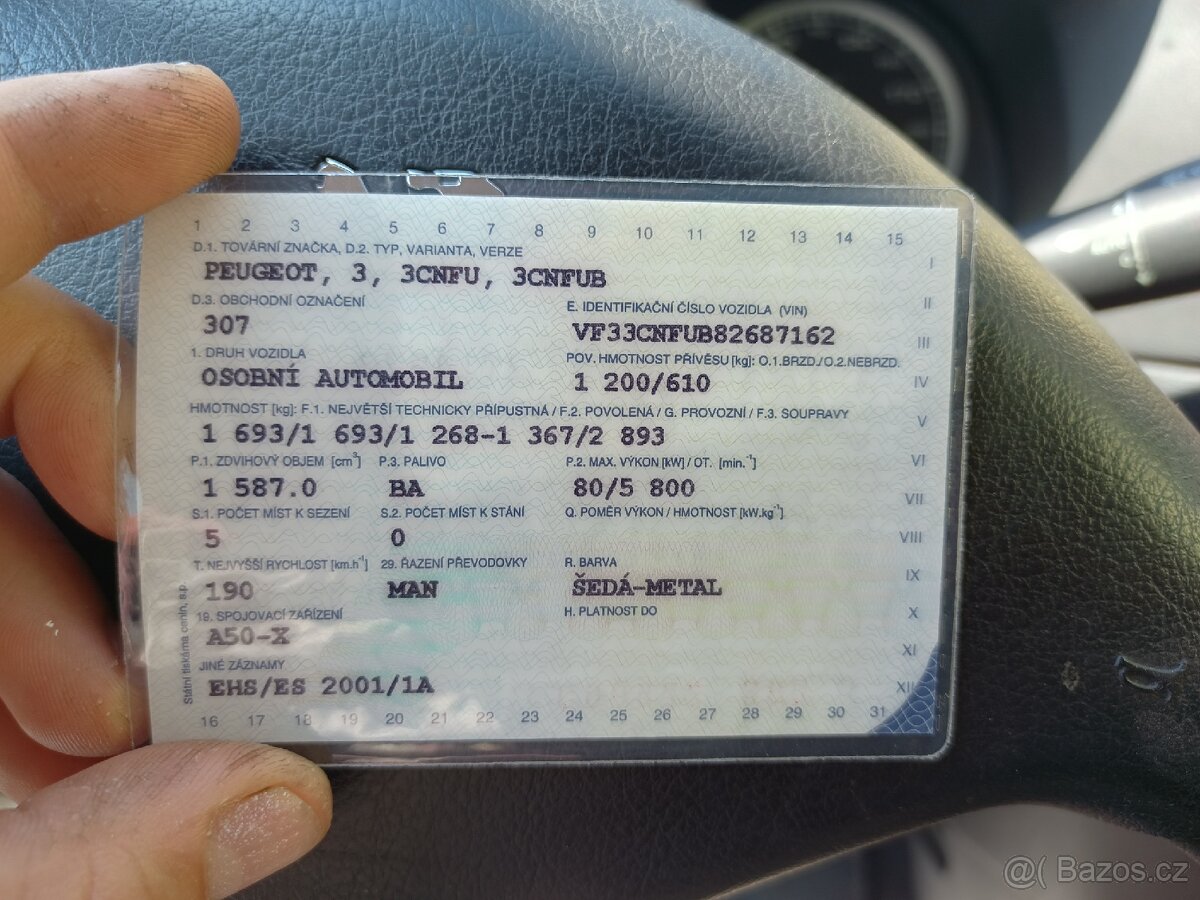 1 2 3 4 5 6 7 8 9 10 11 12 13 14 15
D.1. TOVÁRNÍ ZNAČKA, D.2. TYP, VARIANTA, VERZE
I
PEUGEOT, 3, 3CNFU, 3CNFUB
D.3. OBCHODNÍ OZNAČENÍ
E. IDENTIFIKAČNÍ ČÍSLO VOZIDLA (VIN)
II
307
VF33CNFUB82687162
III
1. DRUH VOZIDLA
POV. HMOTNOST PŘÍVĚSU [kg]: O.1.BRZD./O.2.NEBRZD.
OSOBNÍ AUTOMOBIL
1 200/610
IV
HMOTNOST [kg]: F.1. NEJVĚTŠÍ TECHNICKY PŘÍPUSTNÁ / F.2. POVOLENÁ / G. PROVOZNÍ / F.3. SOUPRAVY
V
1 693/1 693/1 268-1 367/2 893
P.1. ZDVIHOVÝ OBJEM [cm³]
P.3. PALIVO
P.2. MAX. VÝKON [kW] / OT. [min.⁻¹]
VI
1 587.0
BA
80/5 800
VII
S.1. POČET MÍST K SEZENÍ
S.2. POČET MÍST K STÁNÍ
Q. POMĚR VÝKON / HMOTNOST [kW.kg⁻¹]
5
0
VIII
T. NEJVYŠŠÍ RYCHLOST [km.h⁻¹]
29. ŘAZENÍ PŘEVODOVKY
R. BARVA
IX
190
MAN
ŠEDÁ-METAL
18. SPOJOVACÍ ZAŘÍZENÍ
H. PLATNOST DO
X
A50-X
XI
JINÉ ZÁZNAMY
EHS/ES 2001/1A
XII
16 17 18 19 20 21 22 23 24 25 26 27 28 29 30 31
Státní tiskárna cenin, s.p.
@( Bazos.cz